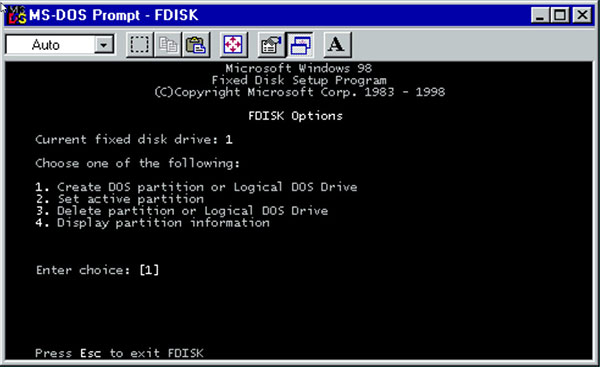 MS-DOS Prompt - FDISK
Auto
A
Microsoft Windows 98
Fixed Disk Setup Program
(C)Copyright Microsoft Corp. 1983 - 1998
FDISK Options
Current fixed disk drive: 1
Choose one of the following:
1. Create DOS partition or Logical DOS Drive
2. Set active partition
3. Delete partition or Logical DOS Drive
4. Display partition information
Enter choice: [1]
Press Esc to exit FDISK